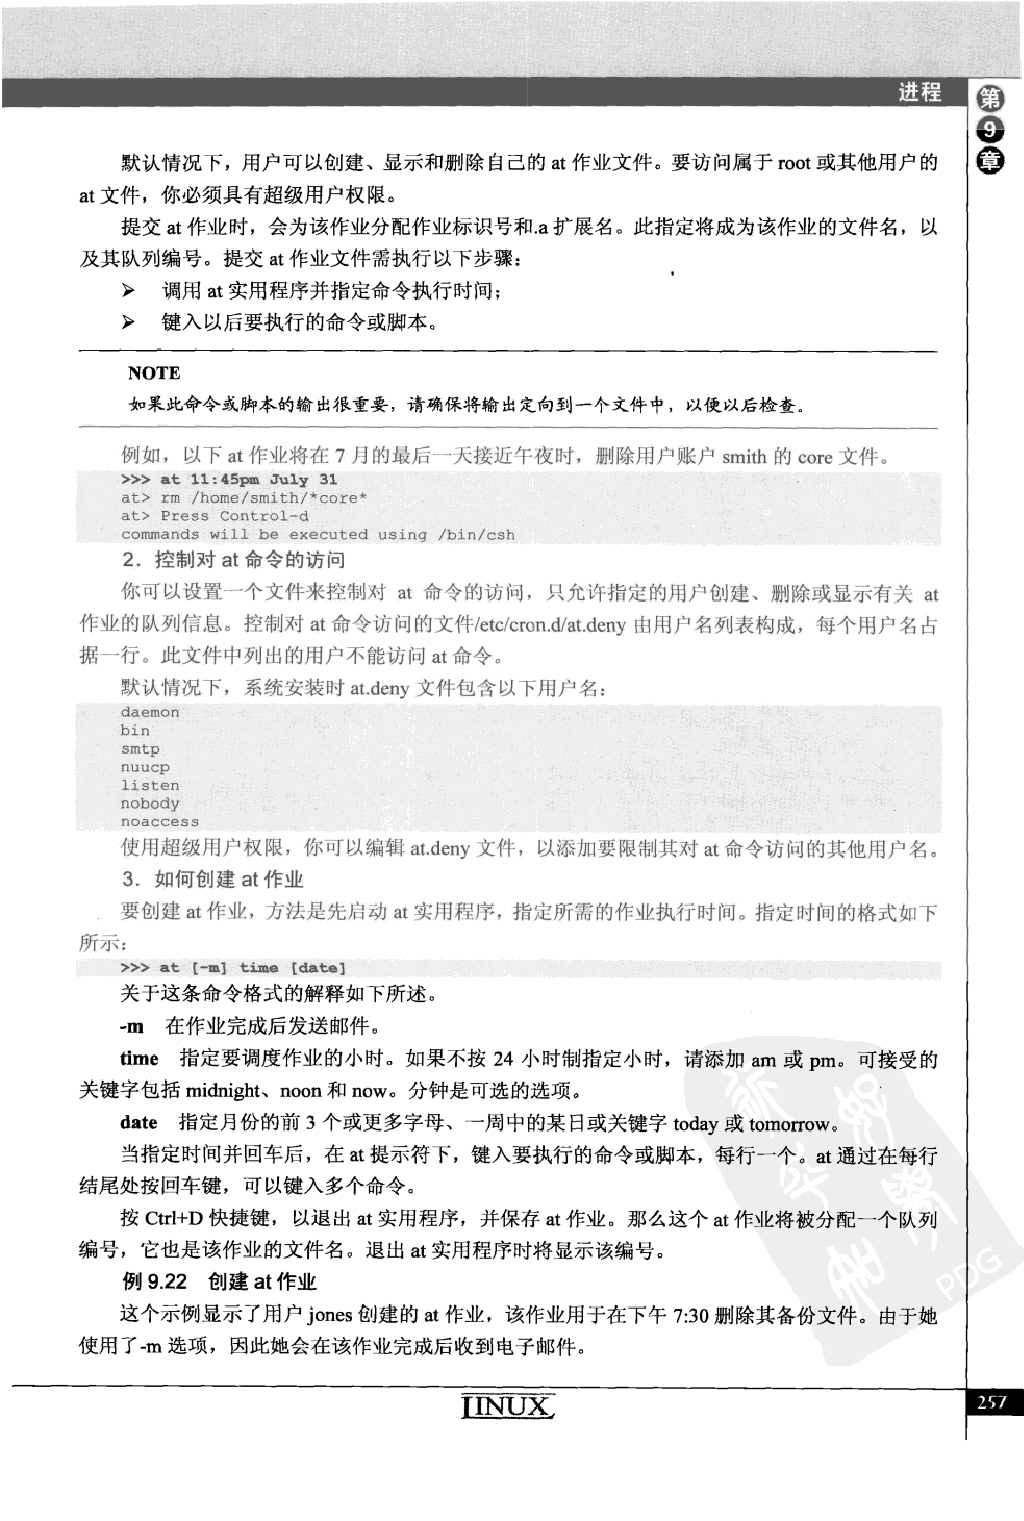 进程
第
9
章
默认情况下，用户可以创建、显示和删除自己的 at 作业文件。要访问属于 root 或其他用户的
at 文件，你必须具有超级用户权限。
提交 at 作业时，会为该作业分配作业标识号和.a 扩展名。此指定将成为该作业的文件名，以
及其队列编号。提交 at 作业文件需执行以下步骤：
➢ 调用 at 实用程序并指定命令执行时间；
➢ 键入以后要执行的命令或脚本。
NOTE
如果此命令或脚本的输出很重要，请确保将输出定向到一个文件中，以便以后检查。
例如，以下 at 作业将在 7 月的最后一天接近午夜时，删除用户账户 smith 的 core 文件。
>>> at 11:45pm July 31
at> rm /home/smith/*core*
at> Press Control-d
commands will be executed using /bin/csh
2．控制对 at 命令的访问
你可以设置一个文件来控制对 at 命令的访问，只允许指定的用户创建、删除或显示有关 at
作业的队列信息。控制对 at 命令访问的文件/etc/cron.d/at.deny 由用户名列表构成，每个用户名占
据一行。此文件中列出的用户不能访问 at 命令。
默认情况下，系统安装时 at.deny 文件包含以下用户名：
daemon
bin
smtp
nuucp
listen
nobody
noaccess
使用超级用户权限，你可以编辑 at.deny 文件，以添加要限制其对 at 命令访问的其他用户名。
3．如何创建 at 作业
要创建 at 作业，方法是先启动 at 实用程序，指定所需的作业执行时间。指定时间的格式如下
所示：
>>> at [-m] time [date]
关于这条命令格式的解释如下所述。
-m 在作业完成后发送邮件。
time 指定要调度作业的小时。如果不按 24 小时制指定小时，请添加 am 或 pm。可接受的
关键字包括 midnight、noon 和 now。分钟是可选的选项。
date 指定月份的前 3 个或更多字母、一周中的某日或关键字 today 或 tomorrow。
当指定时间并回车后，在 at 提示符下，键入要执行的命令或脚本，每行一个。at 通过在每行
结尾处按回车键，可以键入多个命令。
按 Ctrl+D 快捷键，以退出 at 实用程序，并保存 at 作业。那么这个 at 作业将被分配一个队列
编号，它也是该作业的文件名。退出 at 实用程序时将显示该编号。
例 9.22 创建 at 作业
这个示例显示了用户 jones 创建的 at 作业，该作业用于在下午 7:30 删除其备份文件。由于她
使用了-m 选项，因此她会在该作业完成后收到电子邮件。
PDG
LINUX
257